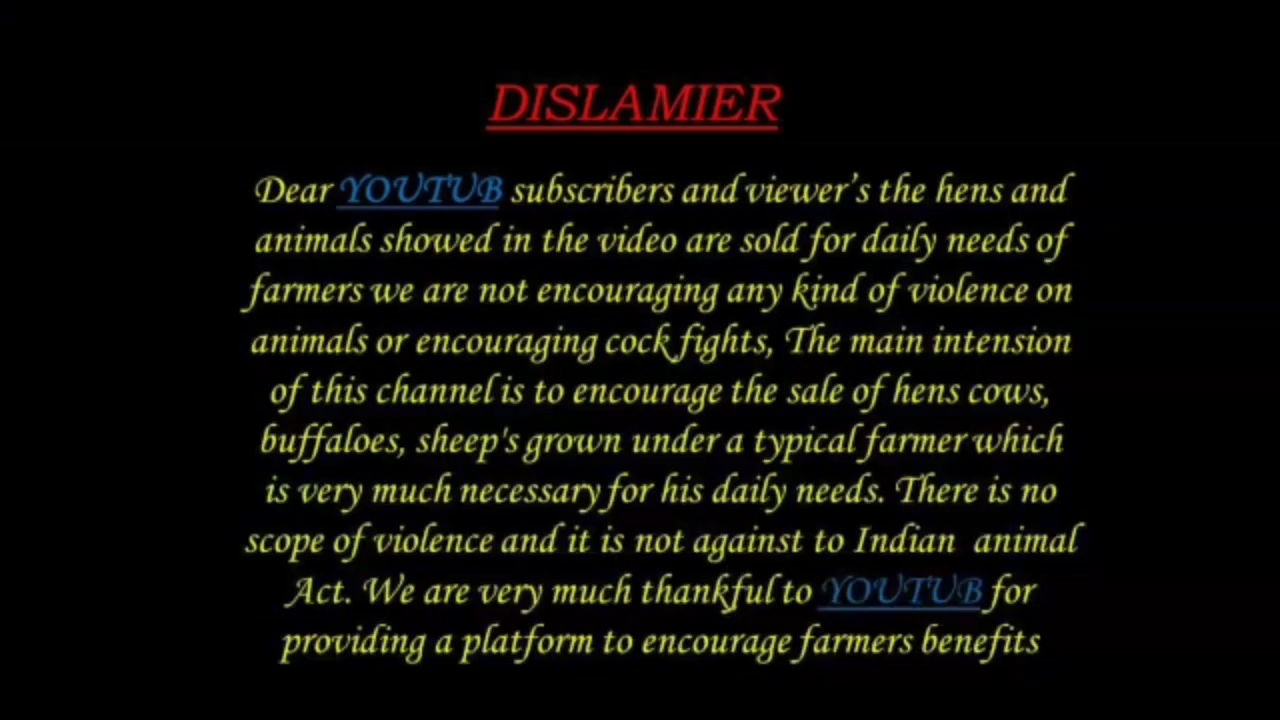 DISLAMIER
Dear YOUTUB subscribers and viewer's the hens and
animals showed in the video are sold for daily needs of
farmers we are not encouraging any kind of violence on
animals or encouraging cock fights, The main intension
of this channel is to encourage the sale of hens cows,
buffaloes, sheep's grown under a typical farmer which
is very much necessary for his daily needs. There is no
scope of violence and it is not against to Indian animal
Act. We are very much thankful to YOUTUB for
providing a platform to encourage farmers benefits